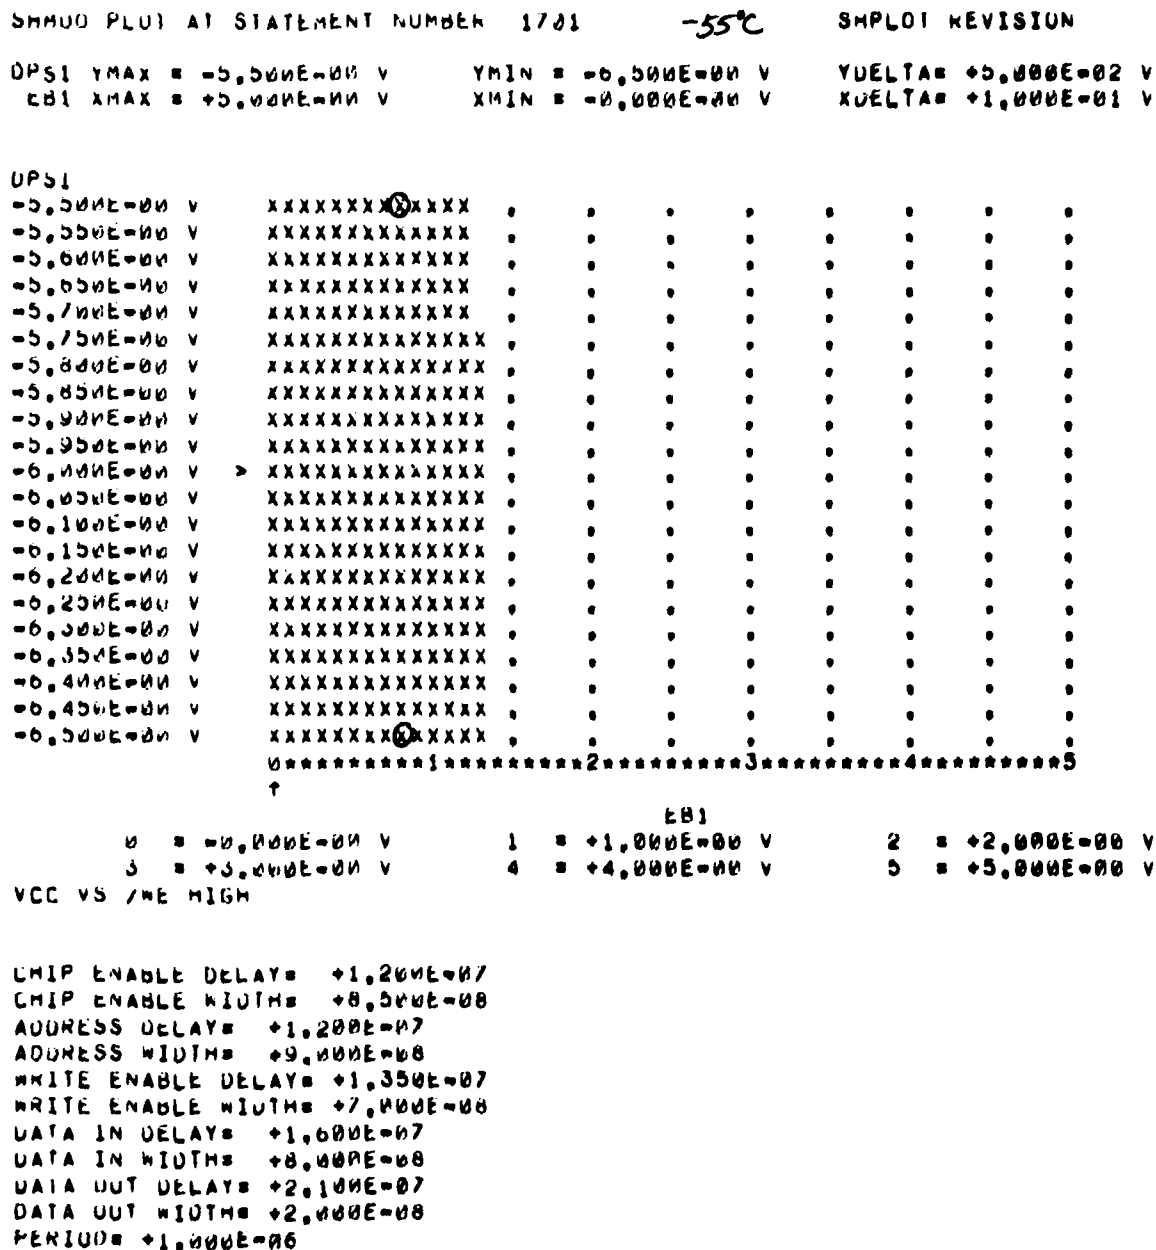 SHMOO PLOT AT STATEMENT NUMBER 1701 -55°C SHPLOT REVISION
DPS1 YMAX = -5,500E-00 V YMIN = -6,500E-00 V YDELTA= +5,000E-02 V
EB1 XMAX = +5,000E-00 V XMIN = -0,000E-00 V XDELTA= +1,000E-01 V
DPS1
-5,500E-00 V XXXXXXXXXXXXX . . . . . . . .
-5,550E-00 V XXXXXXXXXXXXX . . . . . . . .
-5,600E-00 V XXXXXXXXXXXXX . . . . . . . .
-5,650E-00 V XXXXXXXXXXXXX . . . . . . . .
-5,700E-00 V XXXXXXXXXXXXX . . . . . . . .
-5,750E-00 V XXXXXXXXXXXXXX . . . . . . . .
-5,800E-00 V XXXXXXXXXXXXXX . . . . . . . .
-5,850E-00 V XXXXXXXXXXXXXX . . . . . . . .
-5,900E-00 V XXXXXXXXXXXXXX . . . . . . . .
-5,950E-00 V XXXXXXXXXXXXXX . . . . . . . .
-6,000E-00 V > XXXXXXXXXXXXXX . . . . . . . .
-6,050E-00 V XXXXXXXXXXXXXX . . . . . . . .
-6,100E-00 V XXXXXXXXXXXXXX . . . . . . . .
-6,150E-00 V XXXXXXXXXXXXXX . . . . . . . .
-6,200E-00 V XXXXXXXXXXXXXX . . . . . . . .
-6,250E-00 V XXXXXXXXXXXXXX . . . . . . . .
-6,300E-00 V XXXXXXXXXXXXXX . . . . . . . .
-6,350E-00 V XXXXXXXXXXXXXX . . . . . . . .
-6,400E-00 V XXXXXXXXXXXXXX . . . . . . . .
-6,450E-00 V XXXXXXXXXXXXXX . . . . . . . .
-6,500E-00 V XXXXXXXXXXXXXX . . . . . . . .
0*********1*********2*********3*********4*********5
↑
EB1
0 = -0,000E-00 V 1 = +1,000E-00 V 2 = +2,000E-00 V
3 = +3,000E-00 V 4 = +4,000E-00 V 5 = +5,000E-00 V
VCC VS /WE HIGH
CHIP ENABLE DELAY= +1,200E-07
CHIP ENABLE WIDTH= +8,500E-08
ADDRESS DELAY= +1,200E-07
ADDRESS WIDTH= +9,000E-08
WRITE ENABLE DELAY= +1,350E-07
WRITE ENABLE WIDTH= +7,000E-08
DATA IN DELAY= +1,600E-07
DATA IN WIDTH= +8,000E-08
DATA OUT DELAY= +2,100E-07
DATA OUT WIDTH= +2,000E-08
PERIOD= +1,000E-06